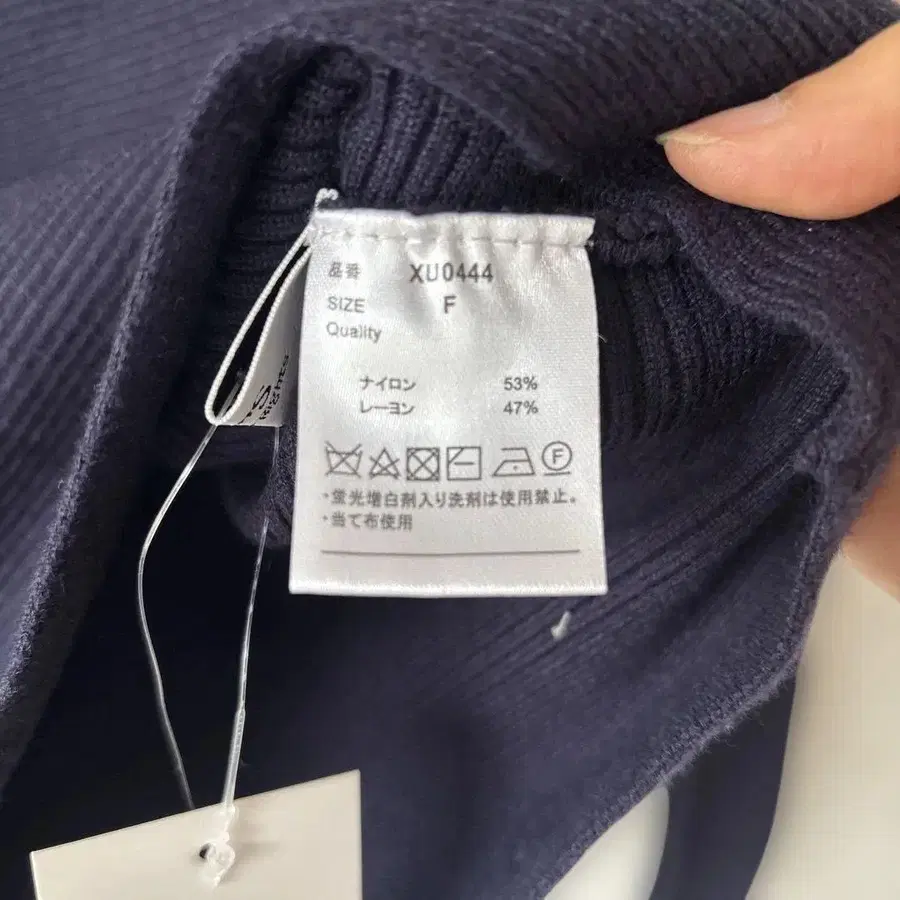 品番 XU0444
SIZE F
Quality
ナイロン 53%
レーヨン 47%
F
・蛍光増白剤入り洗剤は使用禁止。
・当て布使用